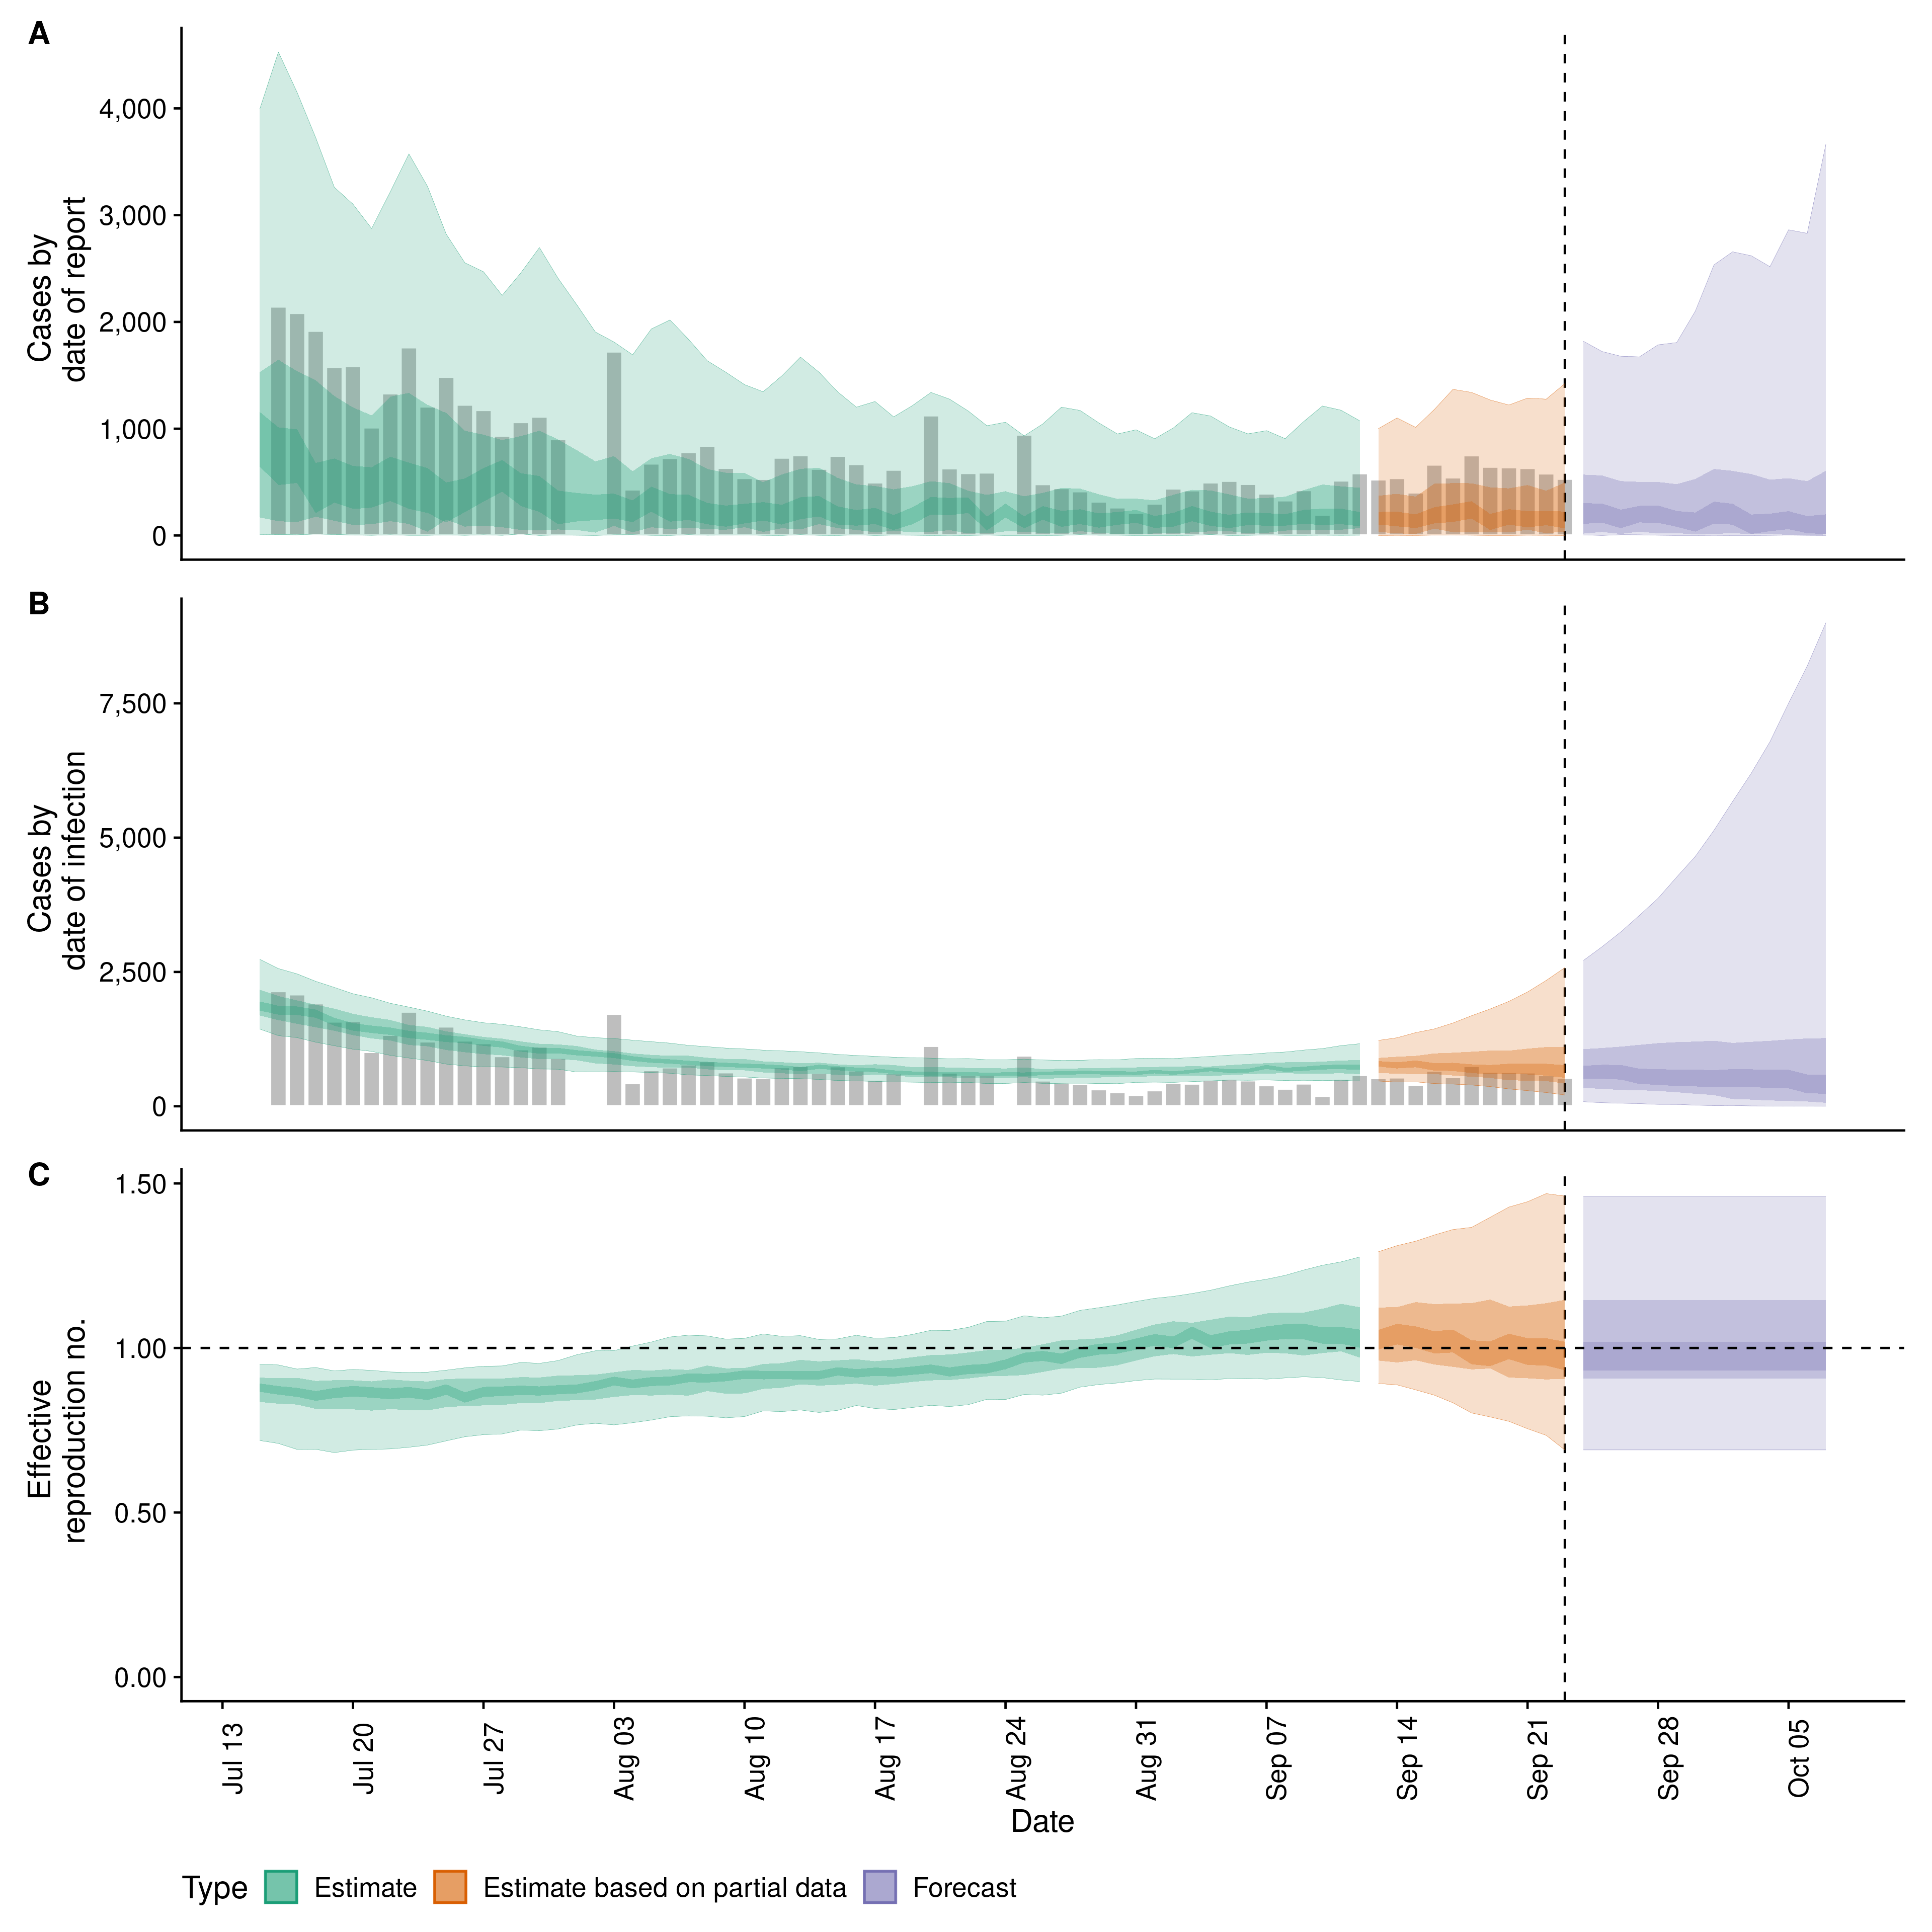 A
Cases by
date of report
4,000
3,000
2,000
1,000
0
B
Cases by
date of infection
7,500
5,000
2,500
0
C
Effective
reproduction no.
1.50
1.00
0.50
0.00
Jul 13
Jul 20
Jul 27
Aug 03
Aug 10
Aug 17
Aug 24
Aug 31
Sep 07
Sep 14
Sep 21
Sep 28
Oct 05
Date
Type
Estimate
Estimate based on partial data
Forecast